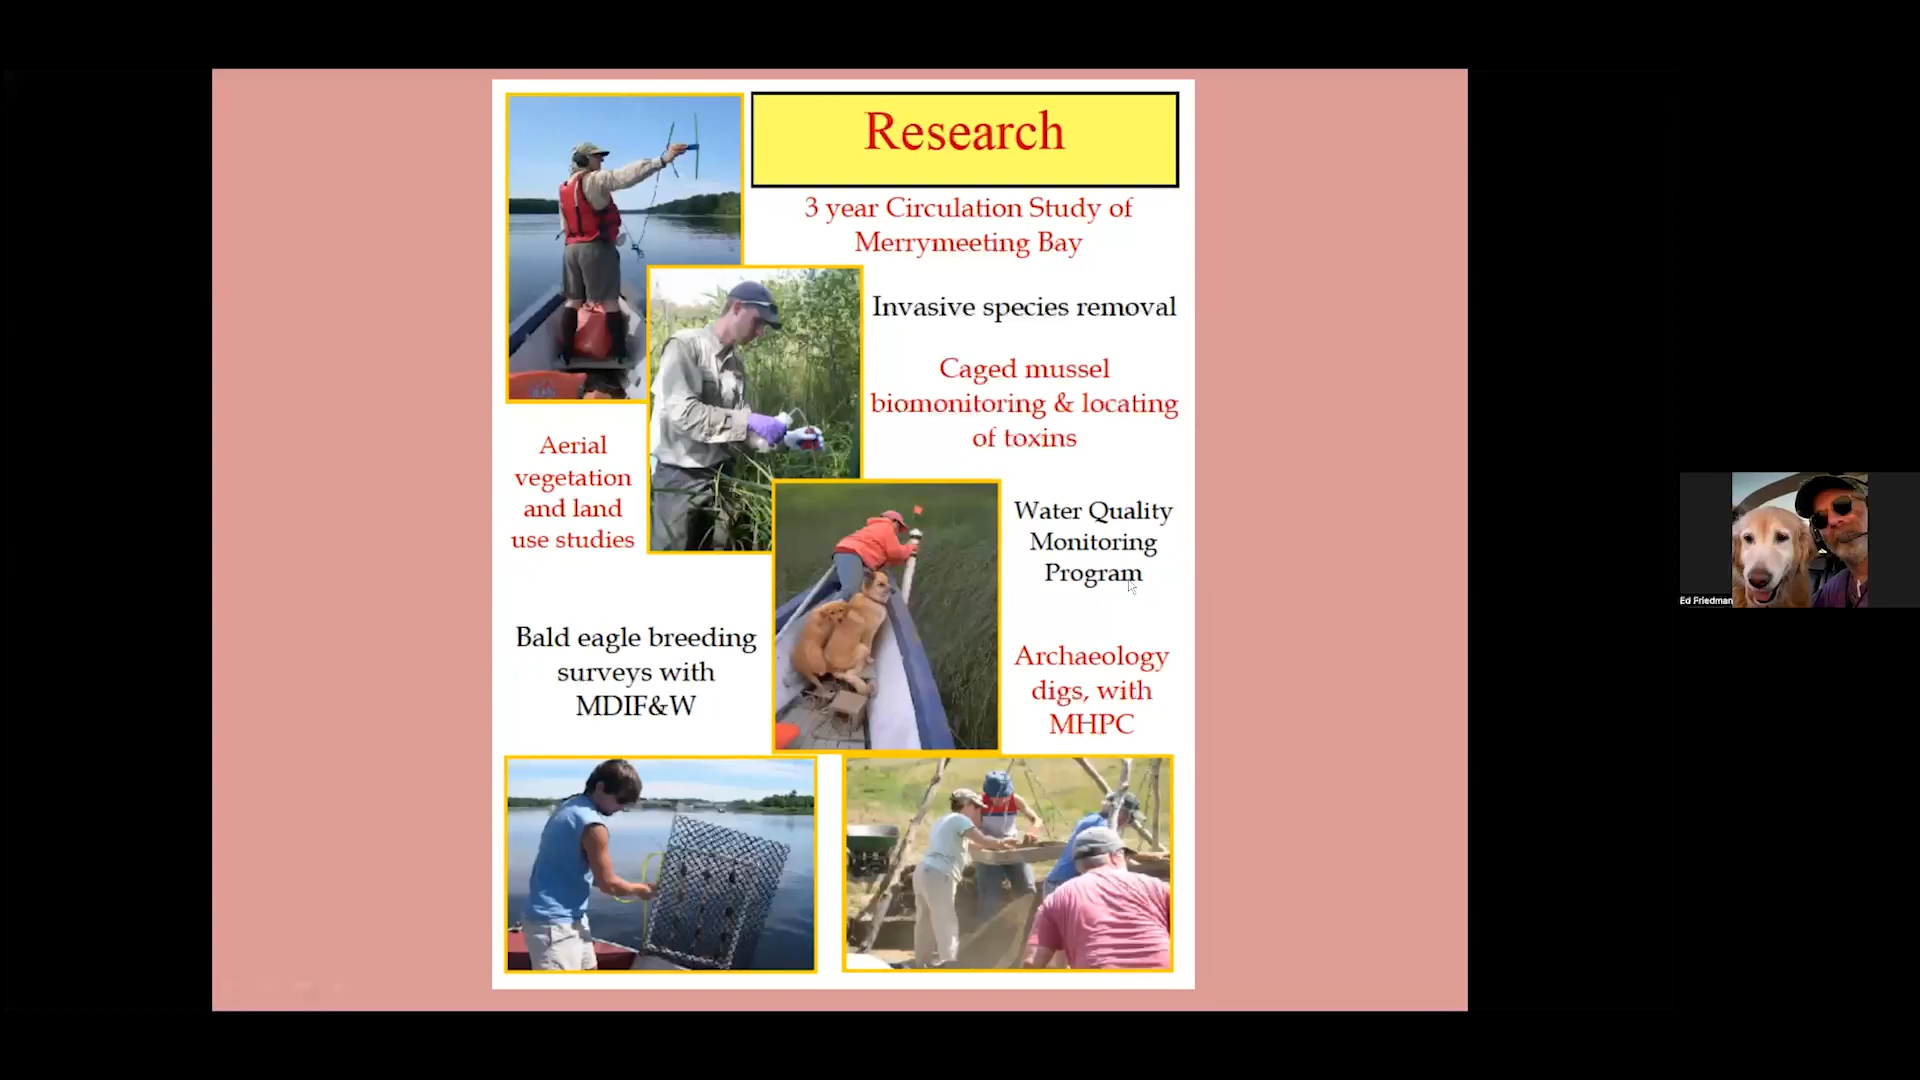 Research
3 year Circulation Study of
Merrymeeting Bay
Invasive species removal
Caged mussel
biomonitoring & locating
of toxins
Aerial
vegetation
and land
use studies
Water Quality
Monitoring
Program
Bald eagle breeding
surveys with
MDIF&W
Archaeology
digs, with
MHPC
Ed Friedman